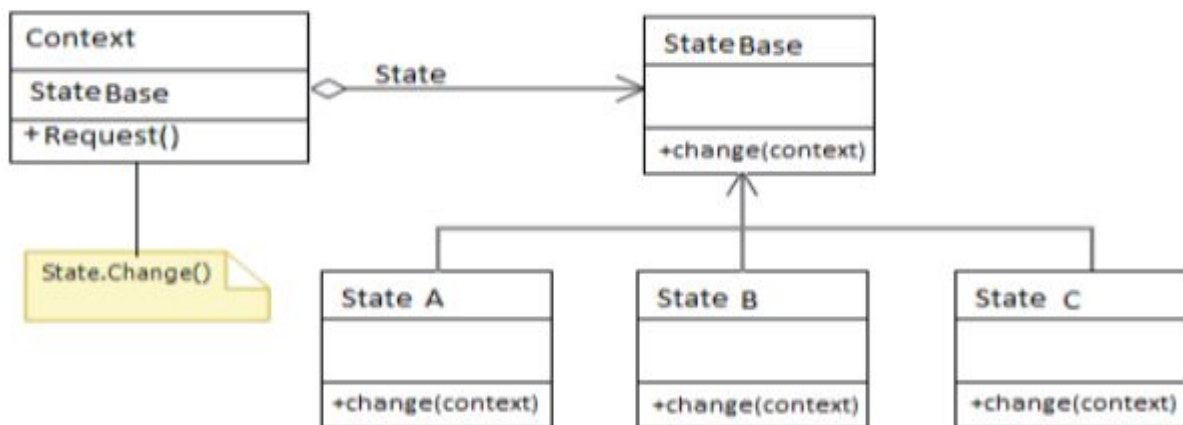 Context
StateBase
+Request()
State
StateBase
+change(context)
State.Change()
State A
+change(context)
State B
+change(context)
State C
+change(context)